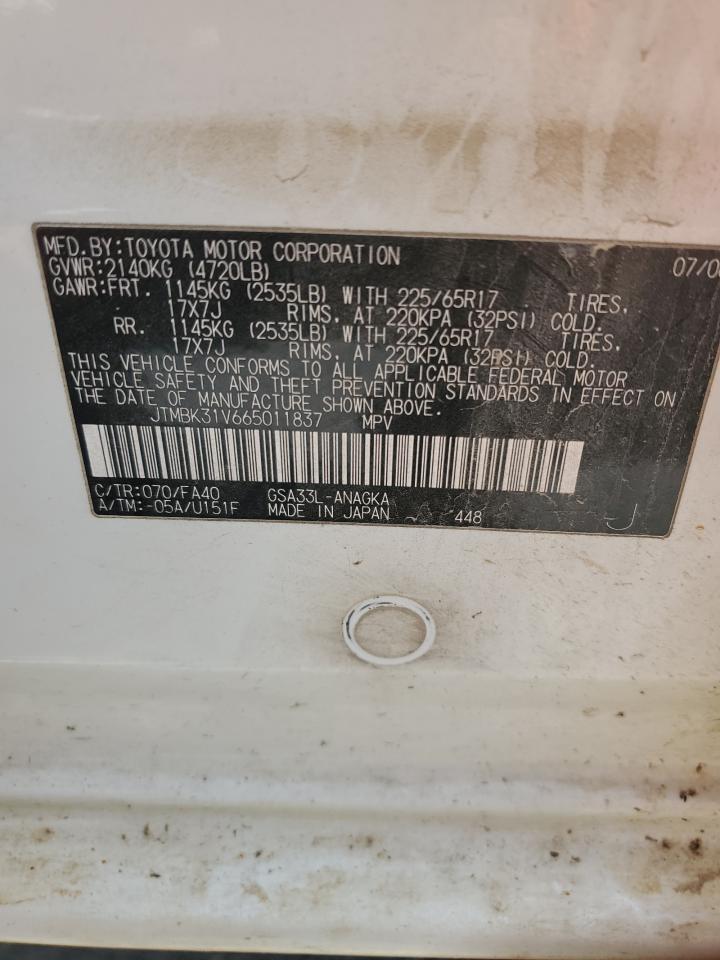 MFD.BY:TOYOTA MOTOR CORPORATION 07/0
GVWR:2140KG (4720LB)
GAWR:FRT. 1145KG (2535LB) WITH 225/65R17 TIRES,
17X7J RIMS, AT 220KPA (32PSI) COLD.
RR. 1145KG (2535LB) WITH 225/65R17 TIRES,
17X7J RIMS, AT 220KPA (32PSI) COLD.
THIS VEHICLE CONFORMS TO ALL APPLICABLE FEDERAL MOTOR
VEHICLE SAFETY AND THEFT PREVENTION STANDARDS IN EFFECT ON
THE DATE OF MANUFACTURE SHOWN ABOVE.
JTMBK31V665011837 MPV
C/TR:070/FA40 GSA33L-ANAGKA
A/TM:-05A/U151F MADE IN JAPAN 448 -J